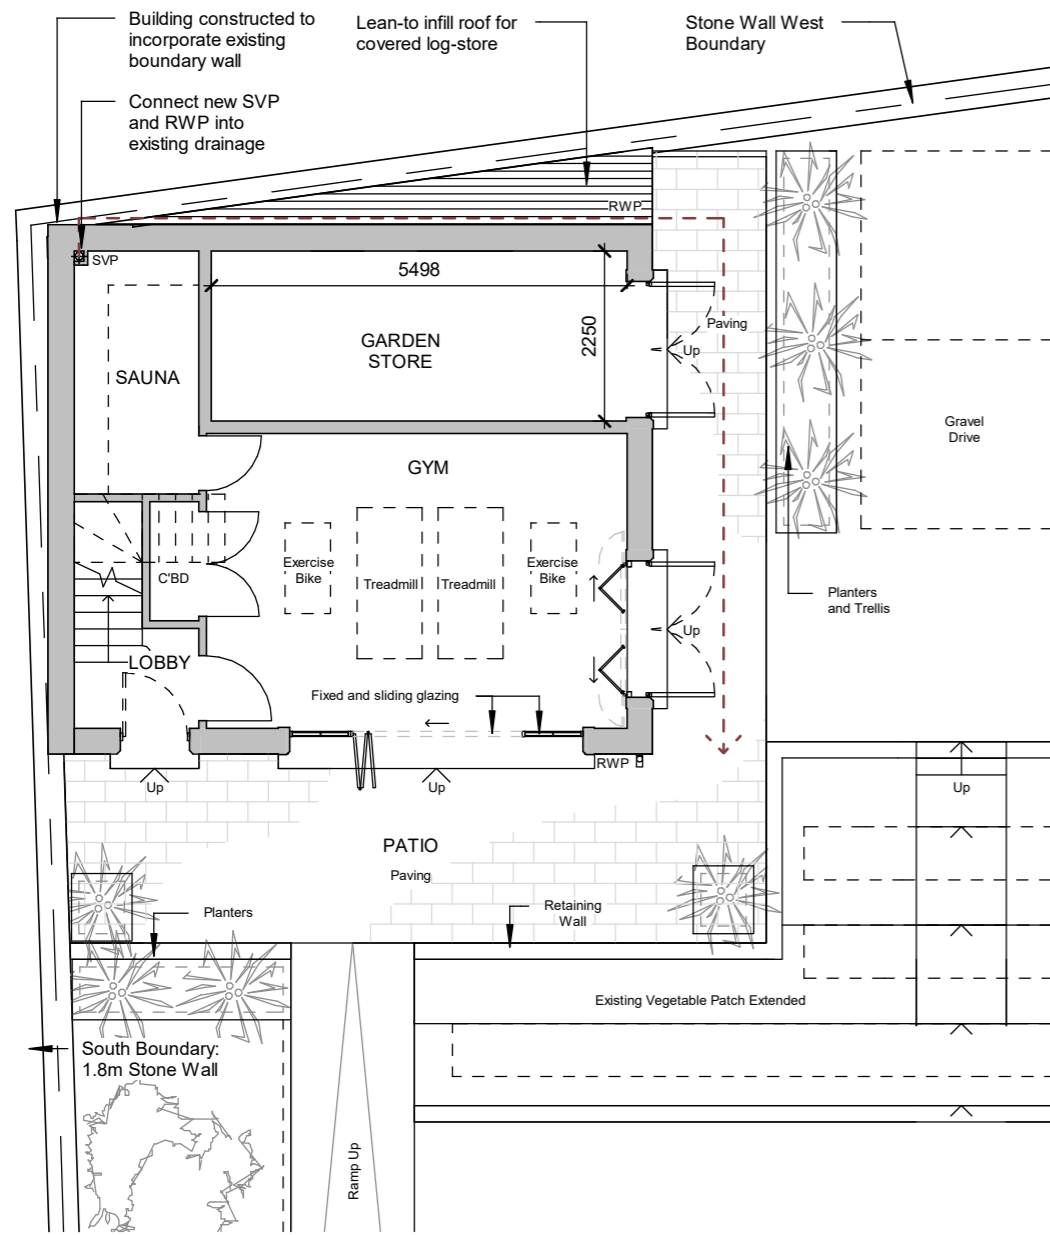 Building constructed to
incorporate existing
boundary wall
Lean-to infill roof for
covered log-store
Stone Wall West
Boundary
Connect new SVP
and RWP into
existing drainage
RWP
SVP
5498
2250
GARDEN
STORE
SAUNA
Paving
Up
Gravel
Drive
GYM
Exercise
Bike
Treadmill
Treadmill
Exercise
Bike
C'BD
Planters
and Trellis
Up
LOBBY
Fixed and sliding glazing
RWP
Up
Up
Up
PATIO
Paving
Planters
Retaining
Wall
Existing Vegetable Patch Extended
South Boundary:
1.8m Stone Wall
Ramp Up